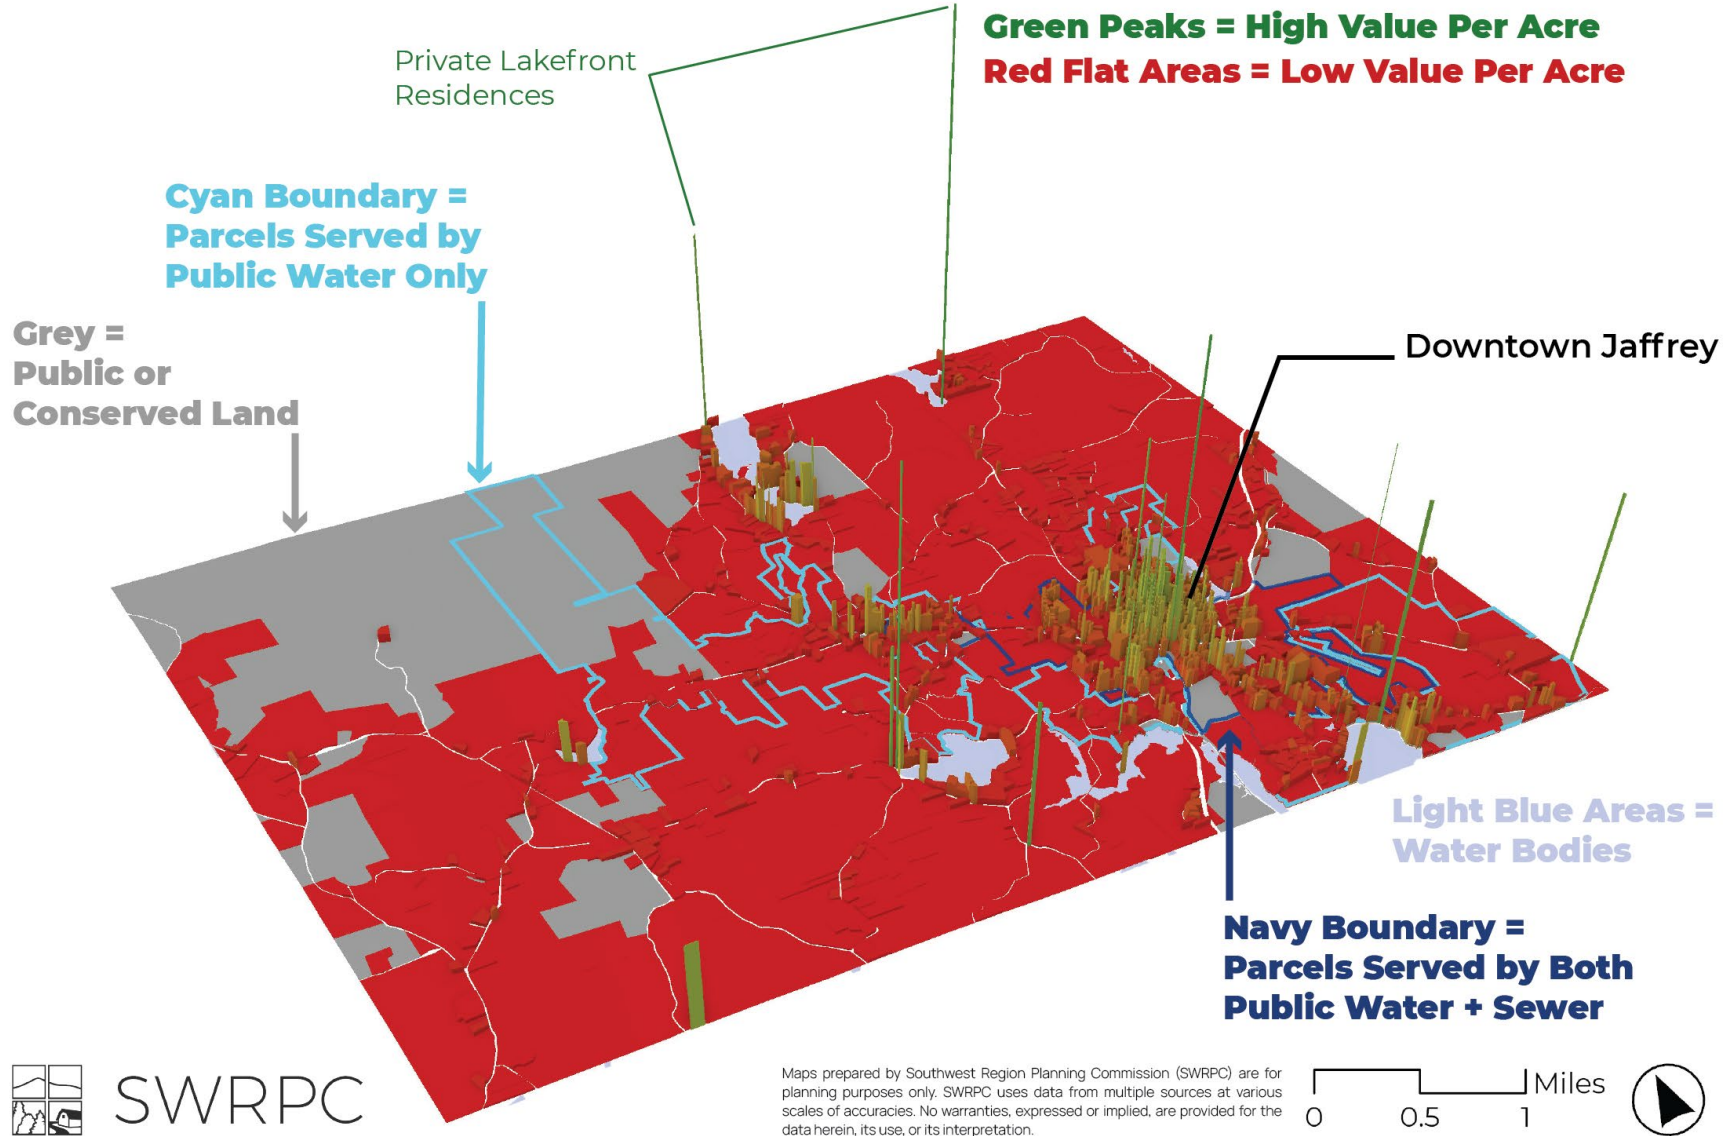 Green Peaks = High Value Per Acre
Red Flat Areas = Low Value Per Acre
Private Lakefront
Residences
Cyan Boundary =
Parcels Served by
Public Water Only
Grey =
Public or
Conserved Land
Downtown Jaffrey
Light Blue Areas =
Water Bodies
Navy Boundary =
Parcels Served by Both
Public Water + Sewer
SWRPC
Maps prepared by Southwest Region Planning Commission (SWRPC) are for
planning purposes only. SWRPC uses data from multiple sources at various
scales of accuracies. No warranties, expressed or implied, are provided for the
data herein, its use, or its interpretation.
Miles
0 0.5 1